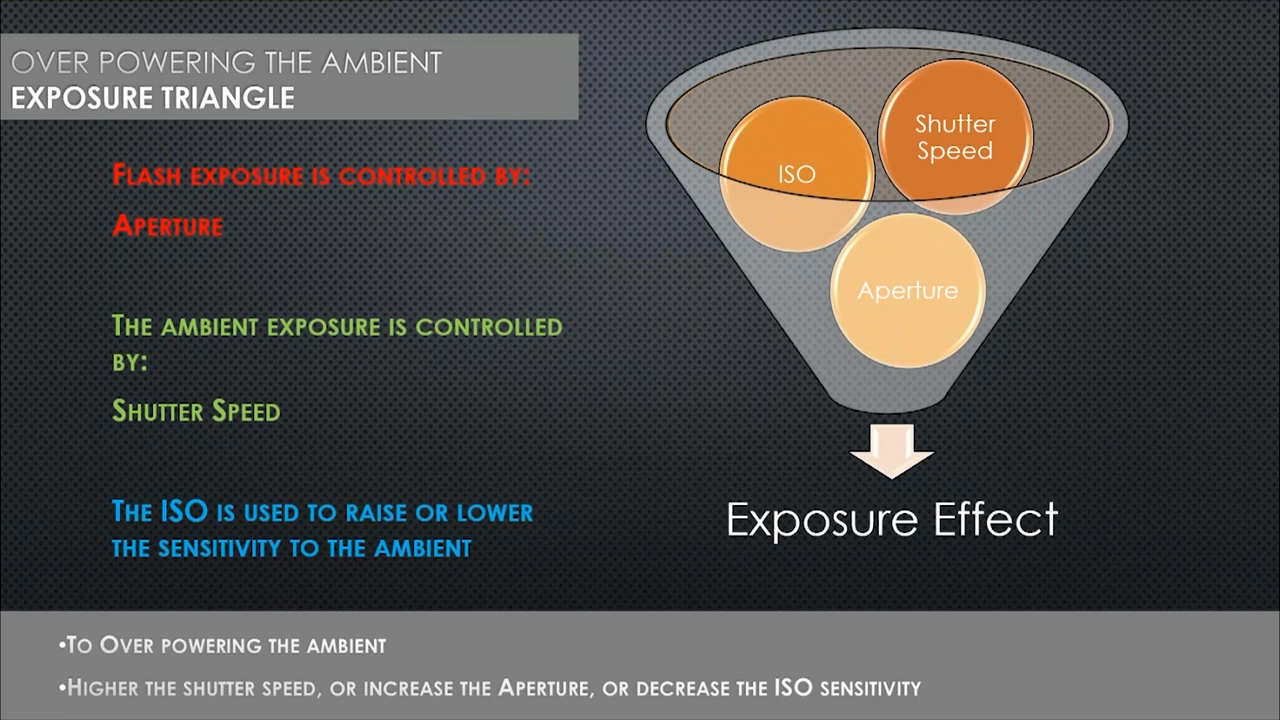 OVER POWERING THE AMBIENT
EXPOSURE TRIANGLE
FLASH EXPOSURE IS CONTROLLED BY:
APERTURE
THE AMBIENT EXPOSURE IS CONTROLLED
BY:
SHUTTER SPEED
THE ISO IS USED TO RAISE OR LOWER
THE SENSITIVITY TO THE AMBIENT
Shutter
Speed
ISO
Aperture
Exposure Effect
•TO OVER POWERING THE AMBIENT
•HIGHER THE SHUTTER SPEED, OR INCREASE THE APERTURE, OR DECREASE THE ISO SENSITIVITY